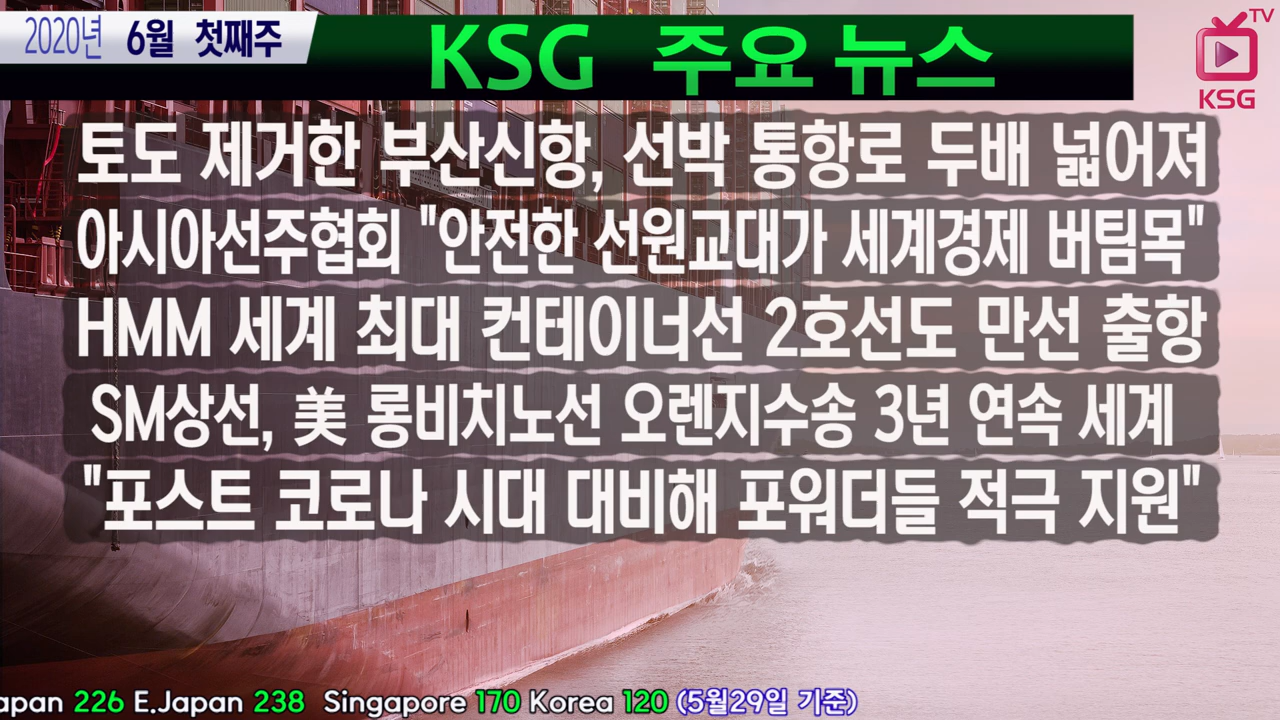 2020년 6월 첫째주
KSG 주요 뉴스
TV
KSG
토도 제거한 부산신항, 선박 통항로 두배 넓어져
아시아선주협회 "안전한 선원교대가 세계경제 버팀목"
HMM 세계 최대 컨테이너선 2호선도 만선 출항
SM상선, 美 롱비치노선 오렌지수송 3년 연속 세계
"포스트 코로나 시대 대비해 포워더들 적극 지원"
apan 226 E.Japan 238 Singapore 170 Korea 120 (5월29일 기준)